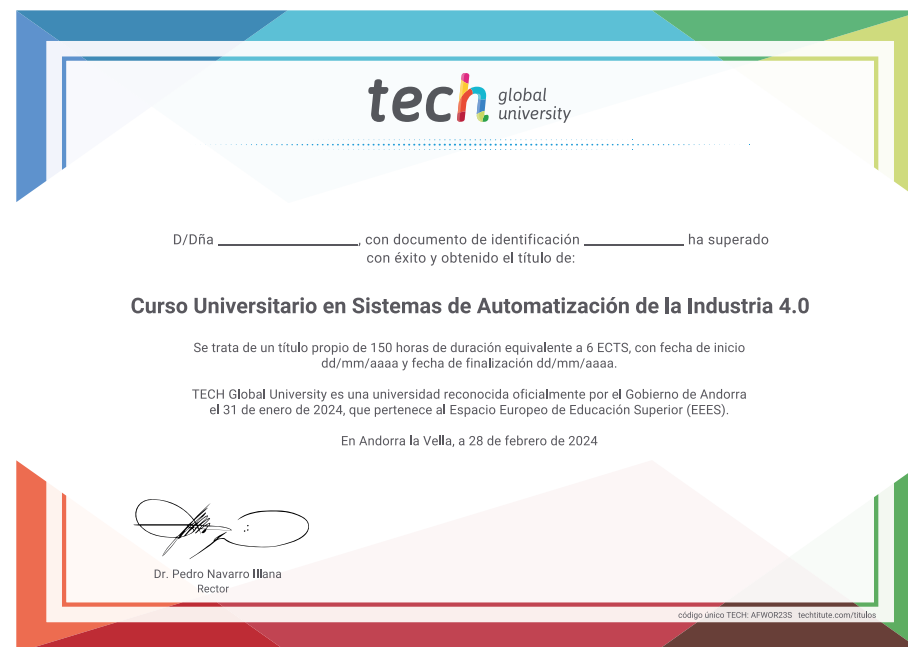 tech global
university
D/Dña ____________________, con documento de identificación ______________ ha superado
con éxito y obtenido el título de:
Curso Universitario en Sistemas de Automatización de la Industria 4.0
Se trata de un título propio de 150 horas de duración equivalente a 6 ECTS, con fecha de inicio
dd/mm/aaaa y fecha de finalización dd/mm/aaaa.
TECH Global University es una universidad reconocida oficialmente por el Gobierno de Andorra
el 31 de enero de 2024, que pertenece al Espacio Europeo de Educación Superior (EEES).
En Andorra la Vella, a 28 de febrero de 2024
Dr. Pedro Navarro Illana
Rector
código único TECH: AFWOR23S techtitute.com/titulos